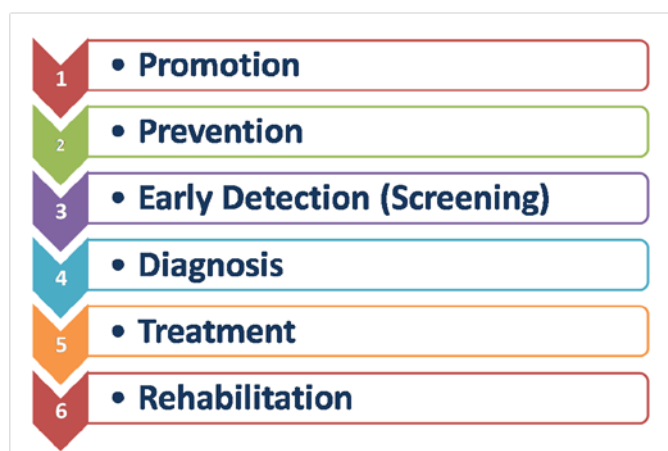 1 • Promotion
2 • Prevention
3 • Early Detection (Screening)
4 • Diagnosis
5 • Treatment
6 • Rehabilitation